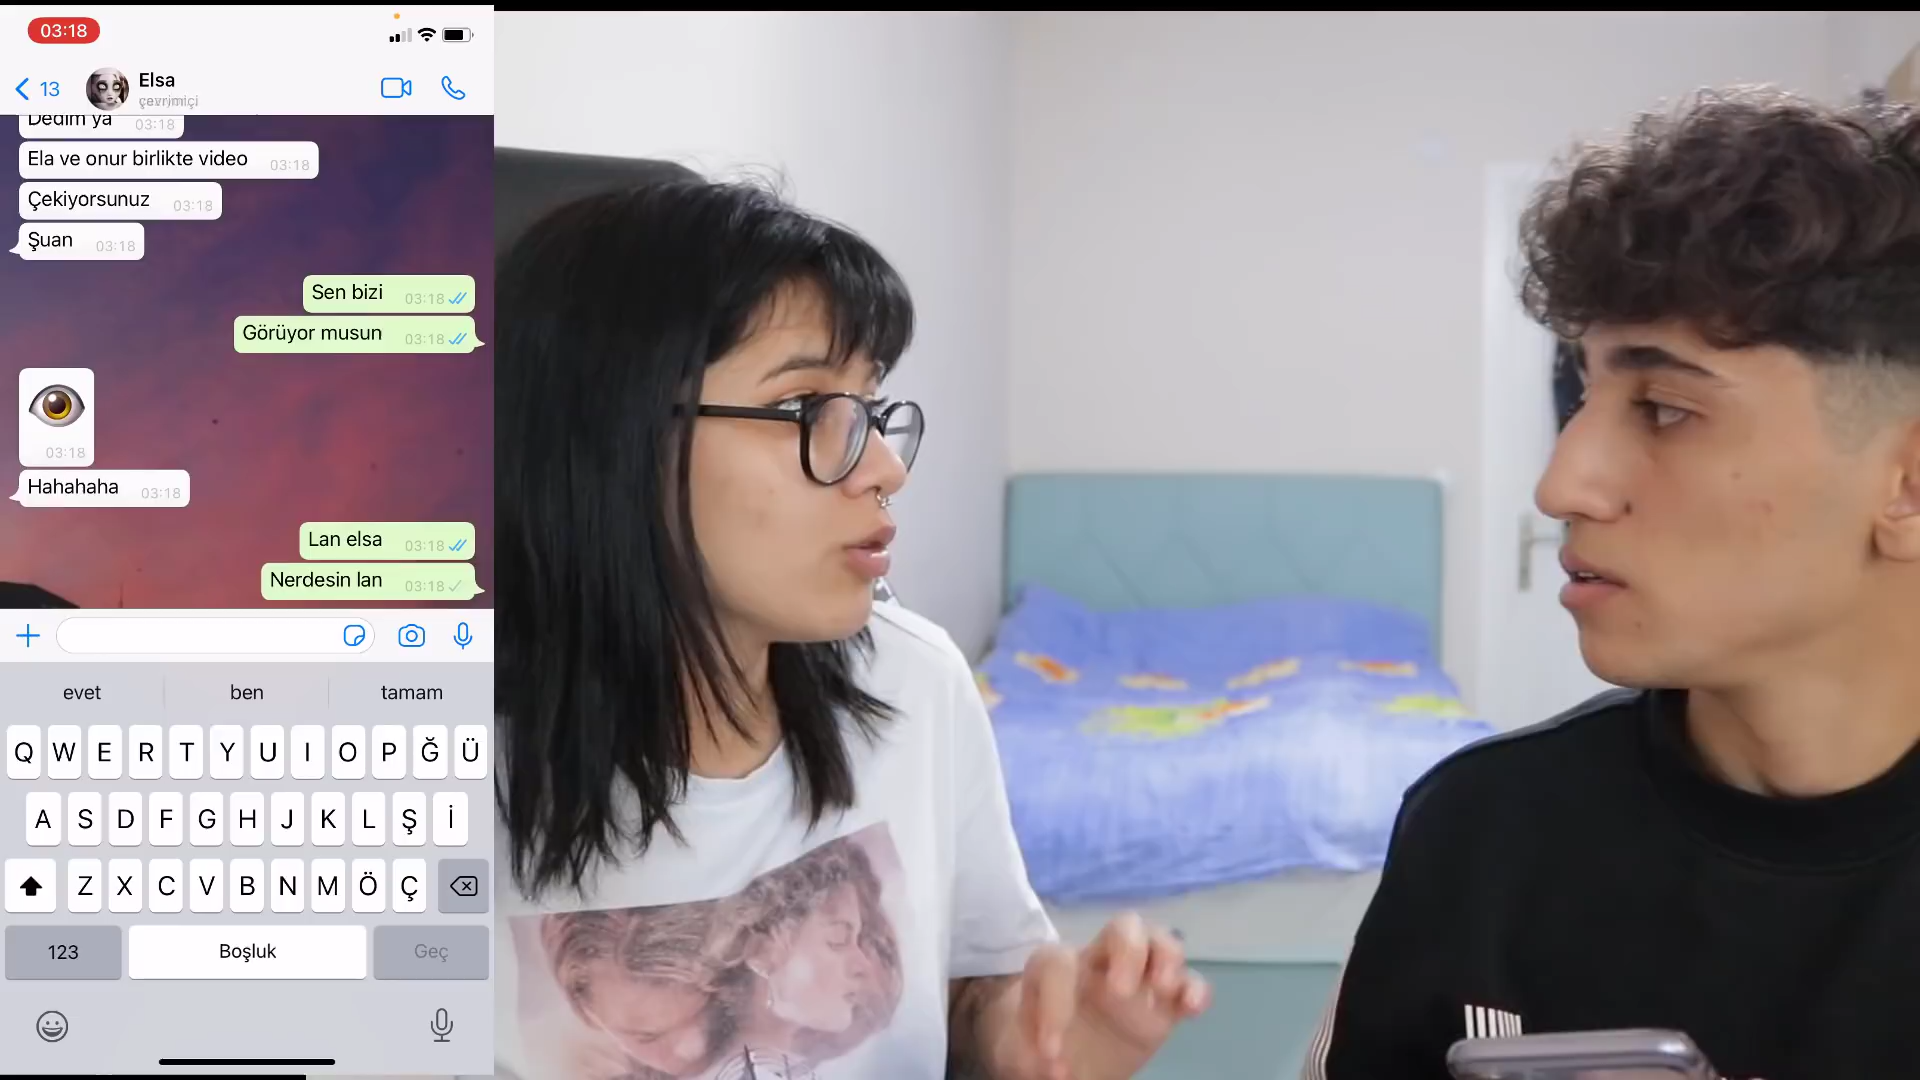 03:18
13
Elsa
Dedim ya 03:18
Ela ve onur birlikte video 03:18
Çekiyorsunuz 03:18
Şuan 03:18
Sen bizi 03:18
Görüyor musun 03:18
03:18
Hahahaha 03:18
Lan elsa 03:18
Nerdesin lan 03:18
evet ben tamam
Q W E R T Y U I O P Ğ Ü
A S D F G H J K L Ş İ
Z X C V B N M Ö Ç
123 Boşluk Geç